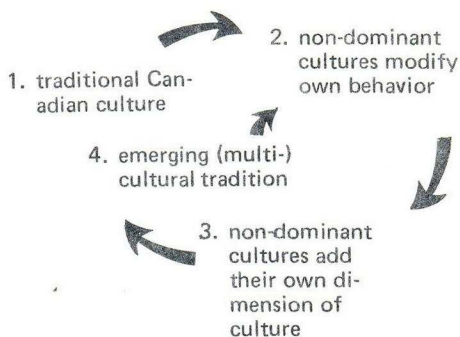 1. traditional Can-
adian culture
2. non-dominant
cultures modify
own behavior
3. non-dominant
cultures add
their own di-
mension of
culture
4. emerging (multi-)
cultural tradition